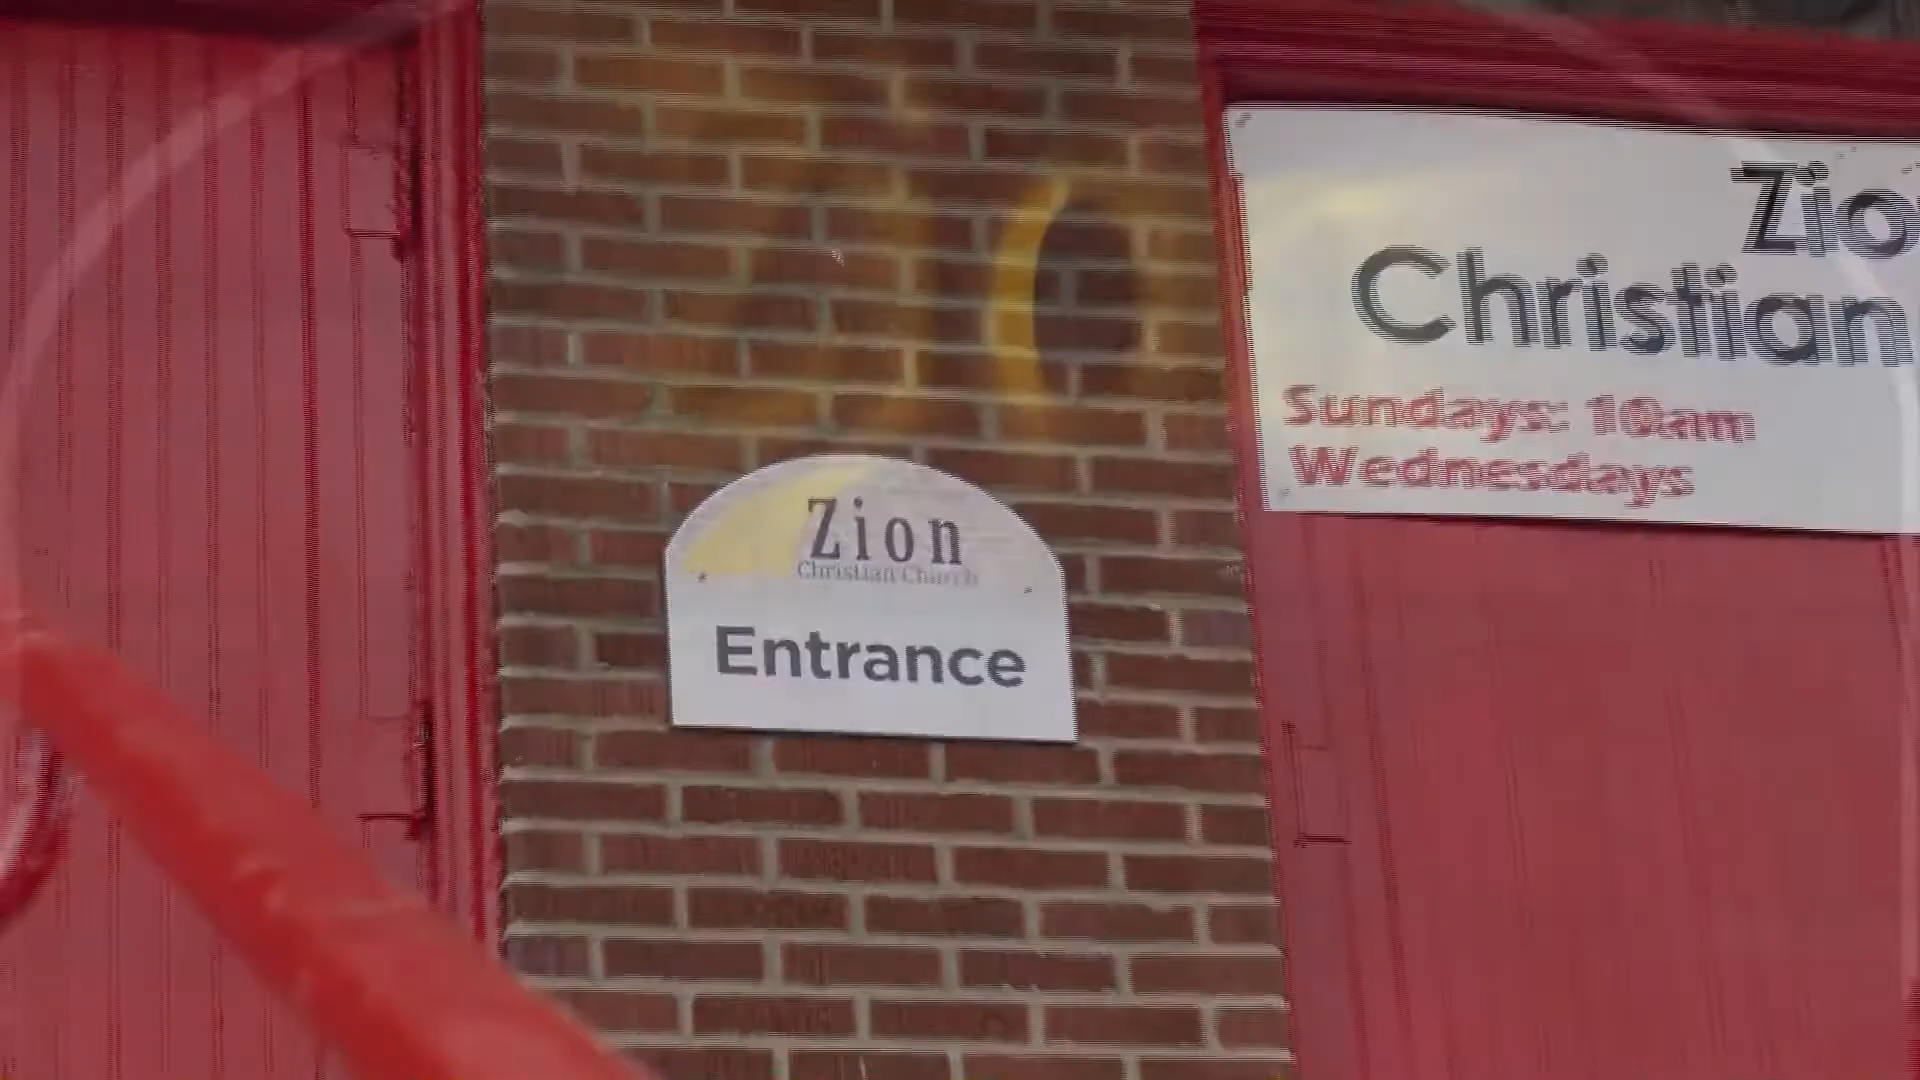 Zion
Christian Church
Entrance
Zio
Christian
Sundays: 10am
Wednesdays